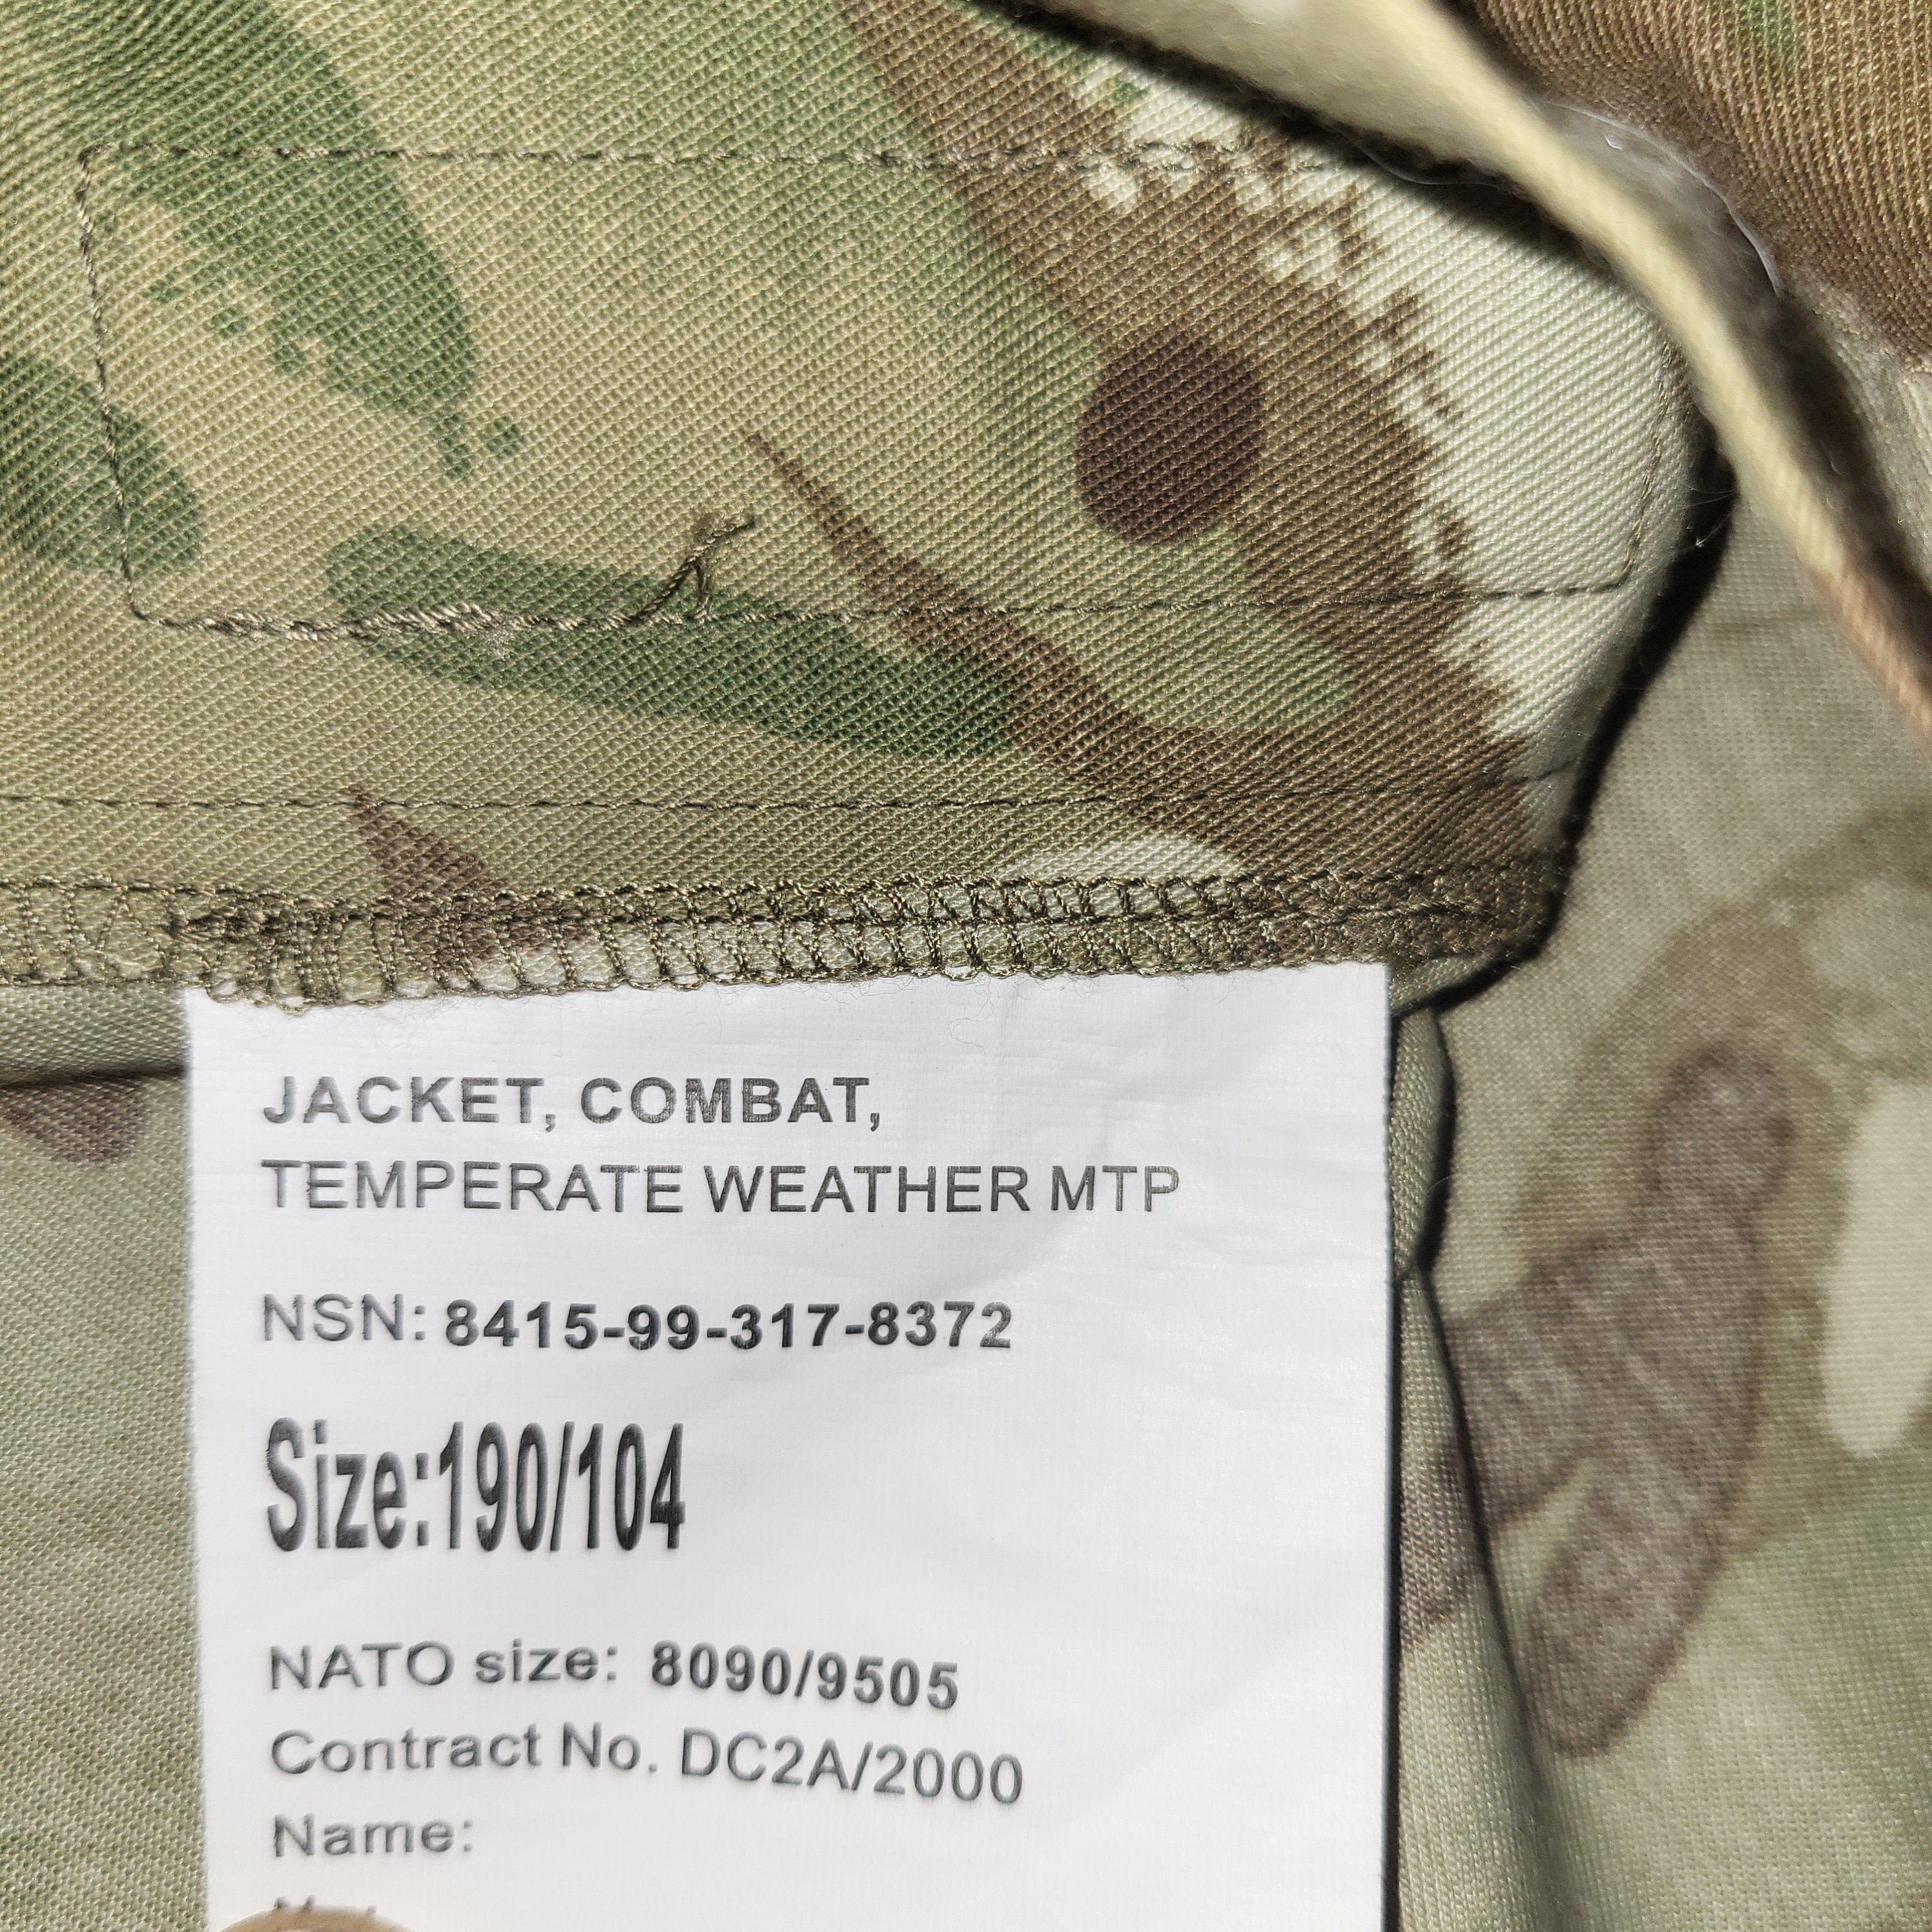 JACKET, COMBAT,
TEMPERATE WEATHER MTP
NSN: 8415-99-317-8372
Size:190/104
NATO size: 8090/9505
Contract No. DC2A/2000
Name: